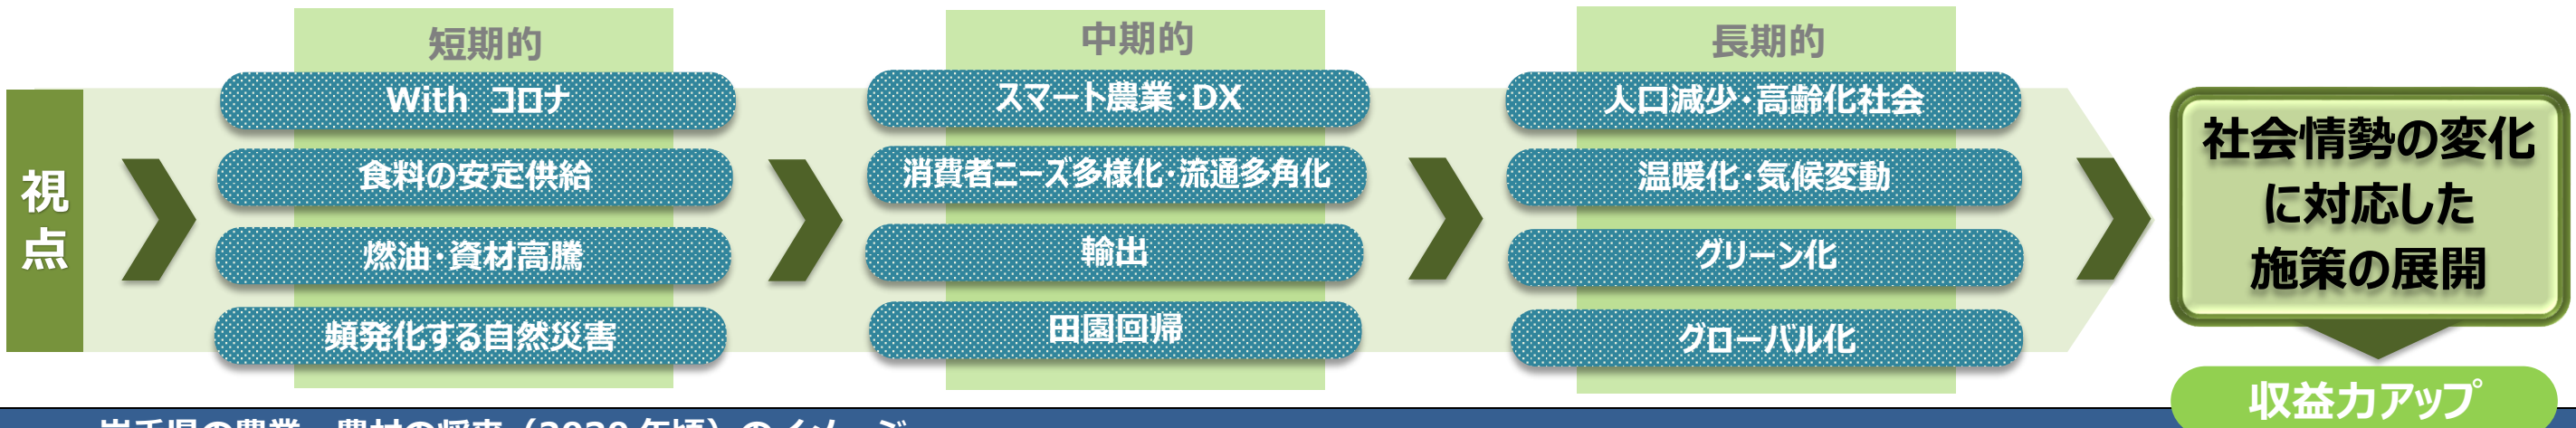 視点
短期的
With コロナ
食料の安定供給
燃油・資材高騰
頻発化する自然災害
中期的
スマート農業・DX
消費者ニーズ多様化・流通多角化
輸出
田園回帰
長期的
人口減少・高齢化社会
温暖化・気候変動
グリーン化
グローバル化
社会情勢の変化
に対応した
施策の展開
収益力アップ